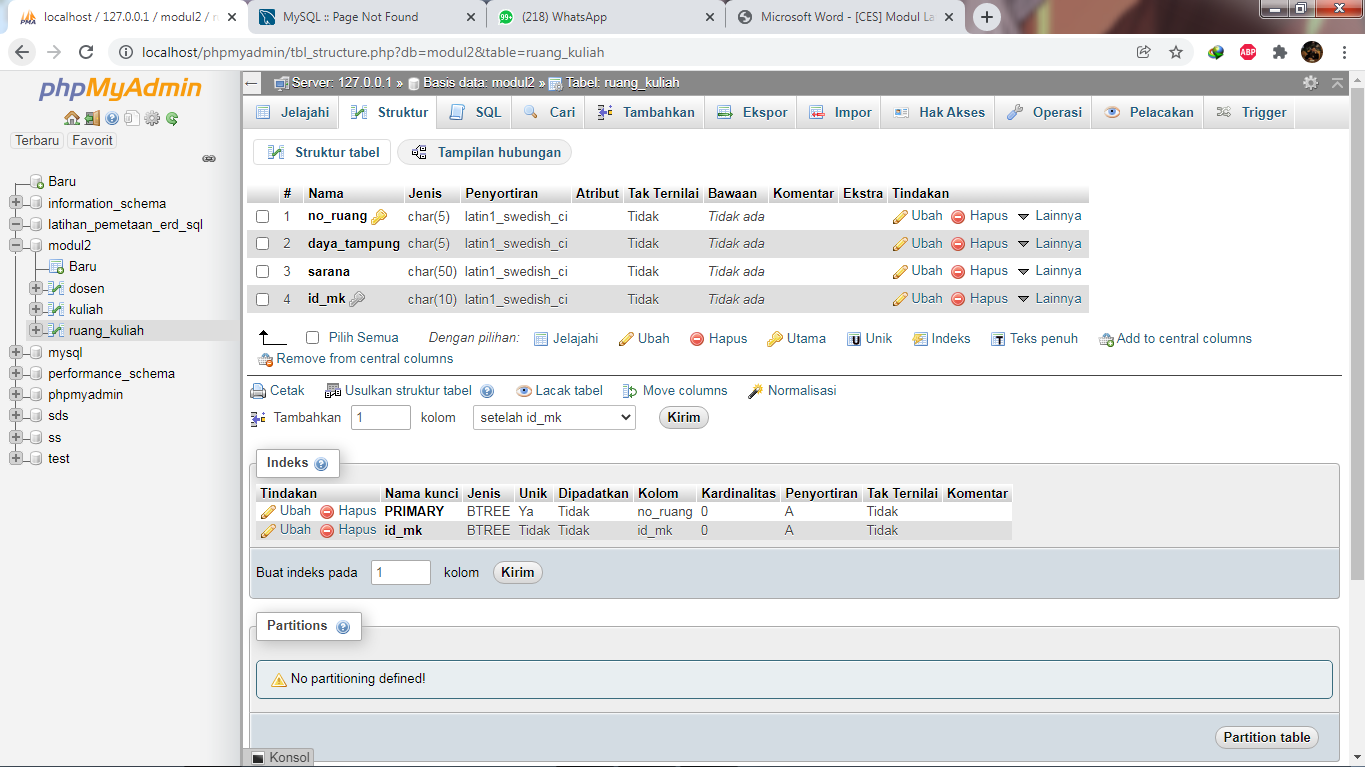 localhost / 127.0.0.1 / modul2 / r
MySQL :: Page Not Found
(218) WhatsApp
Microsoft Word - [CES] Modul La
localhost/phpmyadmin/tbl_structure.php?db=modul2&table=ruang_kuliah
ABP
phpMyAdmin
Terbaru Favorit
Baru
information_schema
latihan_pemetaan_erd_sql
modul2
Baru
dosen
kuliah
ruang_kuliah
mysql
performance_schema
phpmyadmin
sds
ss
test
Server: 127.0.0.1 » Basis data: modul2 » Tabel: ruang_kuliah
Jelajahi Struktur SQL Cari Tambahkan Ekspor Impor Hak Akses Operasi Pelacakan Trigger
Struktur tabel Tampilan hubungan
# Nama Jenis Penyortiran Atribut Tak Ternilai Bawaan Komentar Ekstra Tindakan
1 no_ruang char(5) latin1_swedish_ci Tidak Tidak ada Ubah Hapus Lainnya
2 daya_tampung char(5) latin1_swedish_ci Tidak Tidak ada Ubah Hapus Lainnya
3 sarana char(50) latin1_swedish_ci Tidak Tidak ada Ubah Hapus Lainnya
4 id_mk char(10) latin1_swedish_ci Tidak Tidak ada Ubah Hapus Lainnya
Pilih Semua Dengan pilihan: Jelajahi Ubah Hapus Utama Unik Indeks Teks penuh Add to central columns
Remove from central columns
Cetak Usulkan struktur tabel Lacak tabel Move columns Normalisasi
Tambahkan 1 kolom setelah id_mk Kirim
Indeks
Tindakan Nama kunci Jenis Unik Dipadatkan Kolom Kardinalitas Penyortiran Tak Ternilai Komentar
Ubah Hapus PRIMARY BTREE Ya Tidak no_ruang 0 A Tidak
Ubah Hapus id_mk BTREE Tidak Tidak id_mk 0 A Tidak
Buat indeks pada 1 kolom Kirim
Partitions
No partitioning defined!
Partition table
Konsol